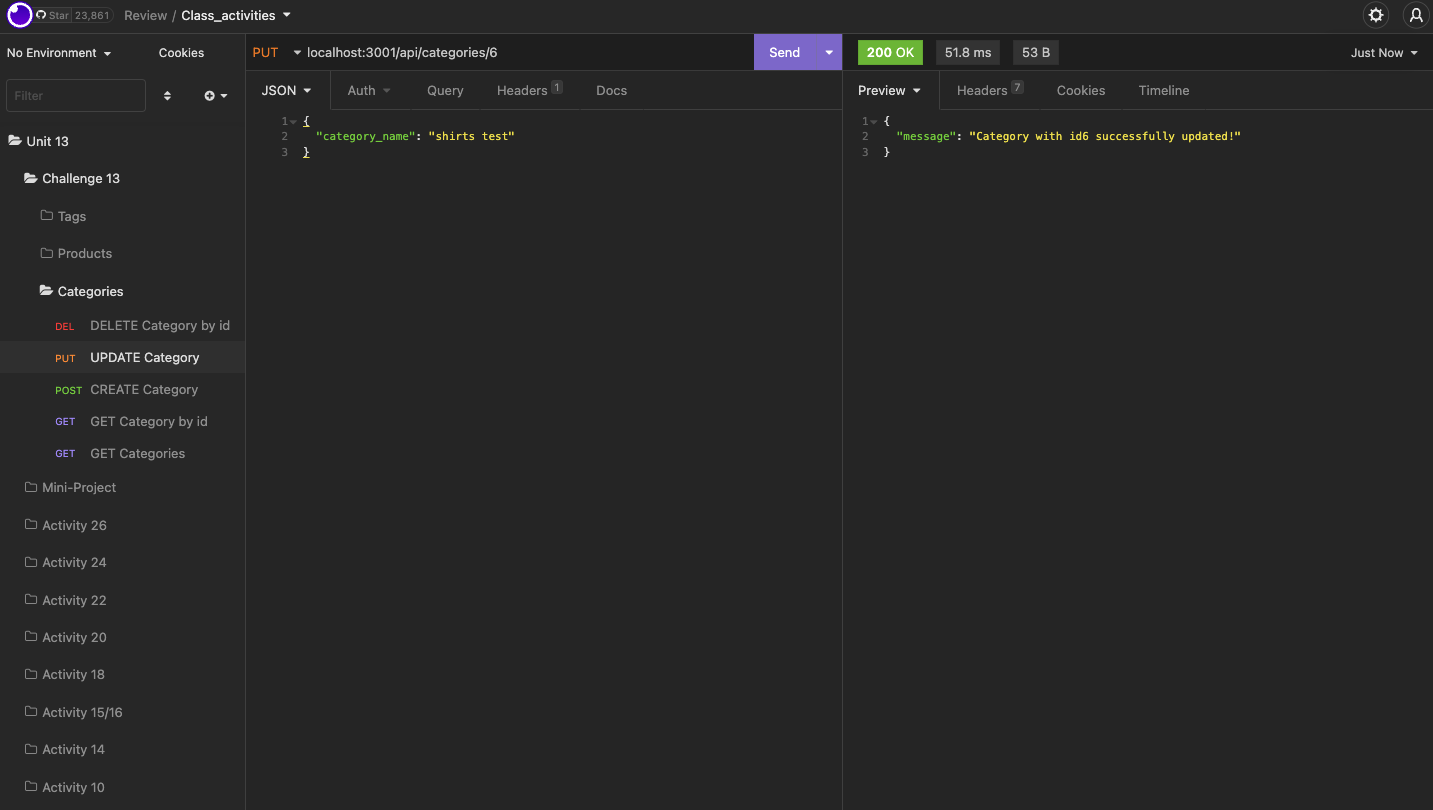 Star 23,861 Review / Class_activities
No Environment Cookies
Filter
Unit 13
Challenge 13
Tags
Products
Categories
DEL DELETE Category by id
PUT UPDATE Category
POST CREATE Category
GET GET Category by id
GET GET Categories
Mini-Project
Activity 26
Activity 24
Activity 22
Activity 20
Activity 18
Activity 15/16
Activity 14
Activity 10
PUT localhost:3001/api/categories/6 Send
JSON Auth Query Headers 1 Docs
1 {
2 "category_name": "shirts test"
3 }
200 OK 51.8 ms 53 B Just Now
Preview Headers 7 Cookies Timeline
1 {
2 "message": "Category with id6 successfully updated!"
3 }